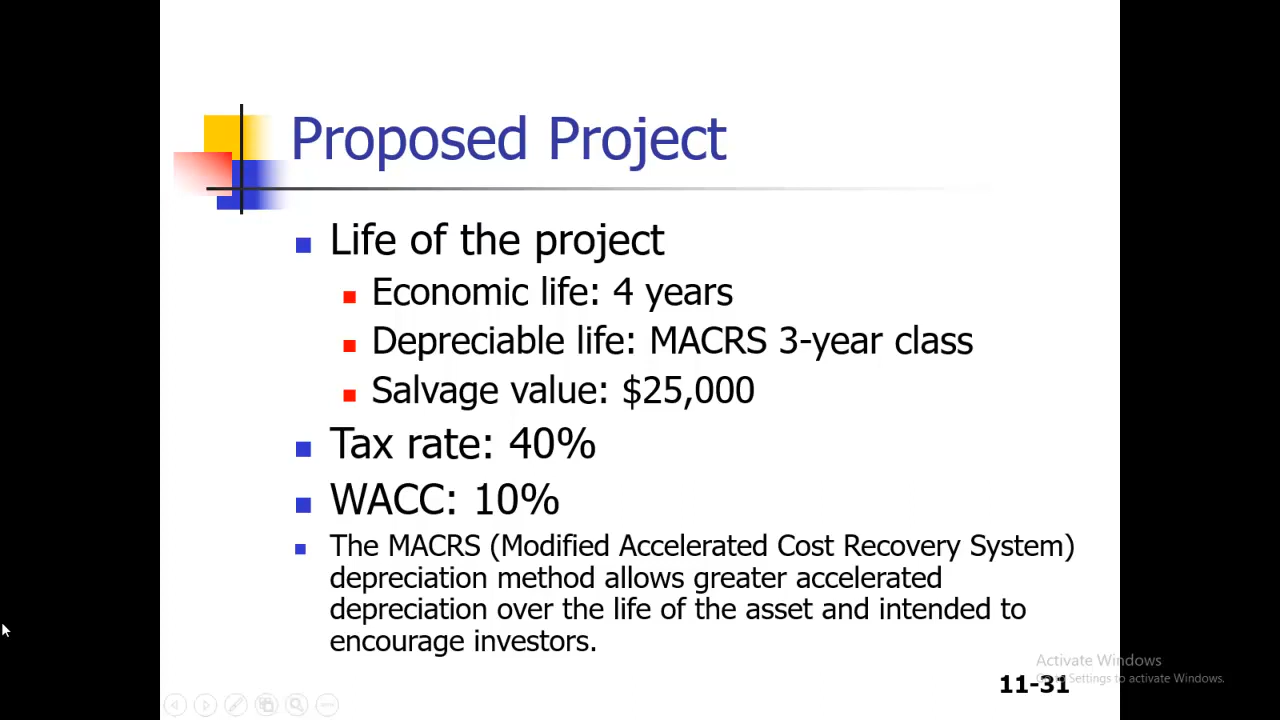 Proposed Project
Life of the project
Economic life: 4 years
Depreciable life: MACRS 3-year class
Salvage value: $25,000
Tax rate: 40%
WACC: 10%
The MACRS (Modified Accelerated Cost Recovery System)
depreciation method allows greater accelerated
depreciation over the life of the asset and intended to
encourage investors.
Activate Windows
Go to Settings to activate Windows.
11-31